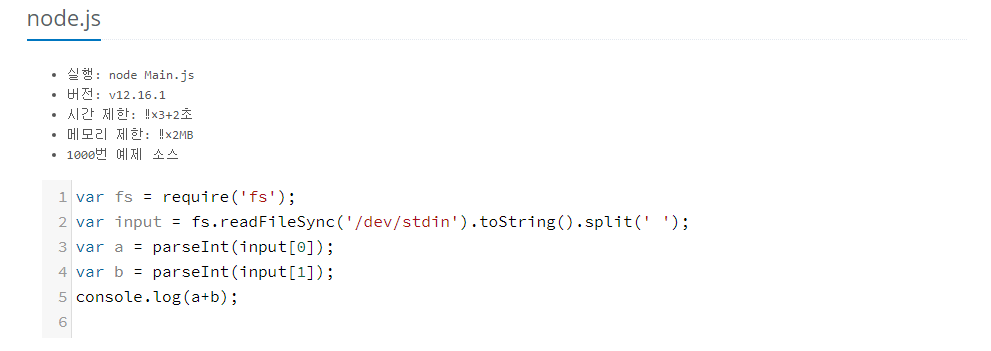 node.js
실행: node Main.js
버전: v12.16.1
시간 제한: ‼×3+2초
메모리 제한: ‼×2MB
1000번 예제 소스
1 var fs = require('fs');
2 var input = fs.readFileSync('/dev/stdin').toString().split(' ');
3 var a = parseInt(input[0]);
4 var b = parseInt(input[1]);
5 console.log(a+b);
6